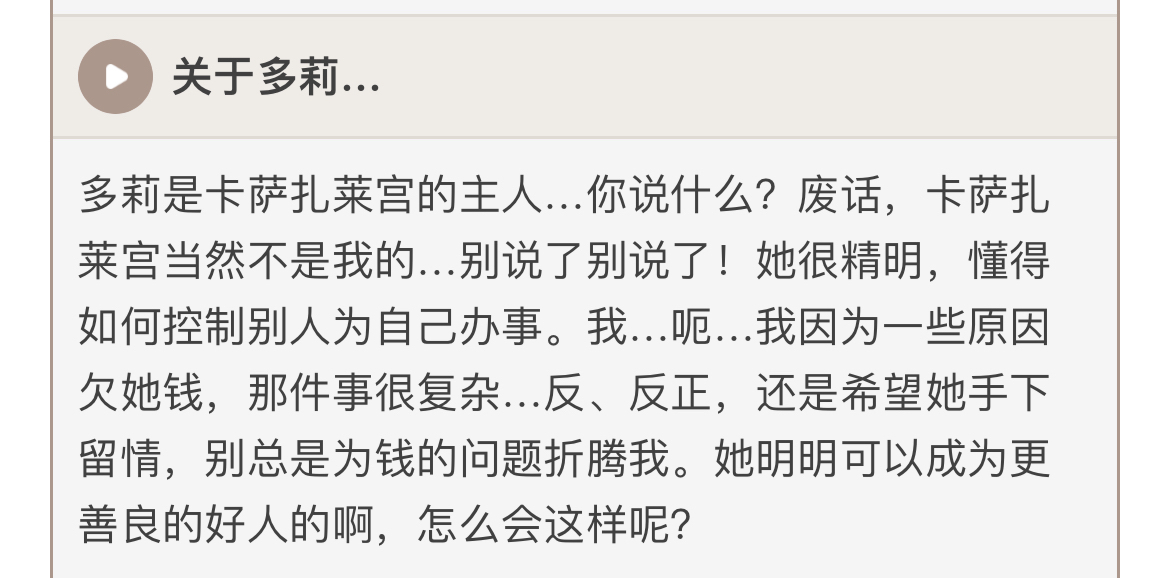 关于多莉...
多莉是卡萨扎莱宫的主人...你说什么？废话，卡萨扎
莱宫当然不是我的...别说了别说了！她很精明，懂得
如何控制别人为自己办事。我...呃...我因为一些原因
欠她钱，那件事很复杂...反、反正，还是希望她手下
留情，别总是为钱的问题折腾我。她明明可以成为更
善良的好人的啊，怎么会这样呢？